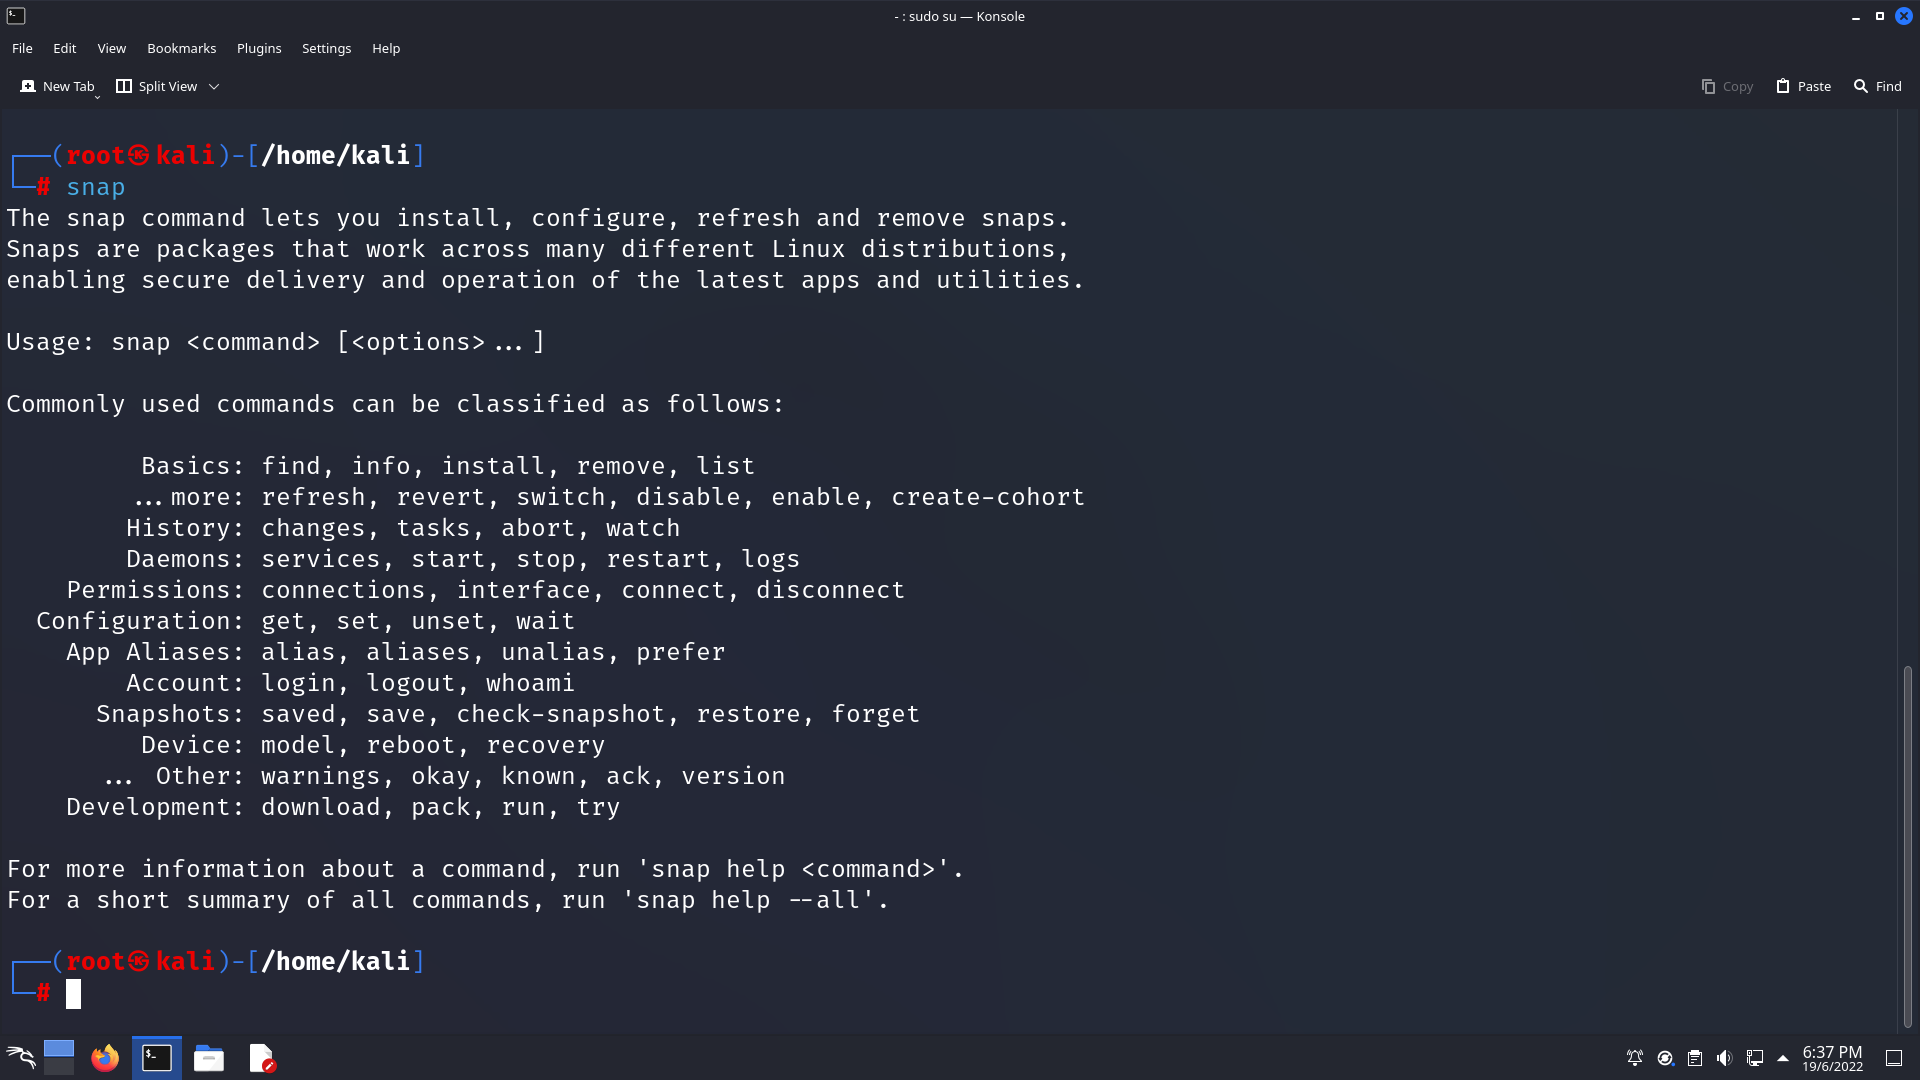 - : sudo su — Konsole
File Edit View Bookmarks Plugins Settings Help
New Tab Split View Copy Paste Find
┌──(root㉿kali)-[/home/kali]
└─# snap
The snap command lets you install, configure, refresh and remove snaps.
Snaps are packages that work across many different Linux distributions,
enabling secure delivery and operation of the latest apps and utilities.
Usage: snap <command> [<options>...]
Commonly used commands can be classified as follows:
Basics: find, info, install, remove, list
...more: refresh, revert, switch, disable, enable, create-cohort
History: changes, tasks, abort, watch
Daemons: services, start, stop, restart, logs
Permissions: connections, interface, connect, disconnect
Configuration: get, set, unset, wait
App Aliases: alias, aliases, unalias, prefer
Account: login, logout, whoami
Snapshots: saved, save, check-snapshot, restore, forget
Device: model, reboot, recovery
... Other: warnings, okay, known, ack, version
Development: download, pack, run, try
For more information about a command, run 'snap help <command>'.
For a short summary of all commands, run 'snap help --all'.
┌──(root㉿kali)-[/home/kali]
└─#
6:37 PM
19/6/2022